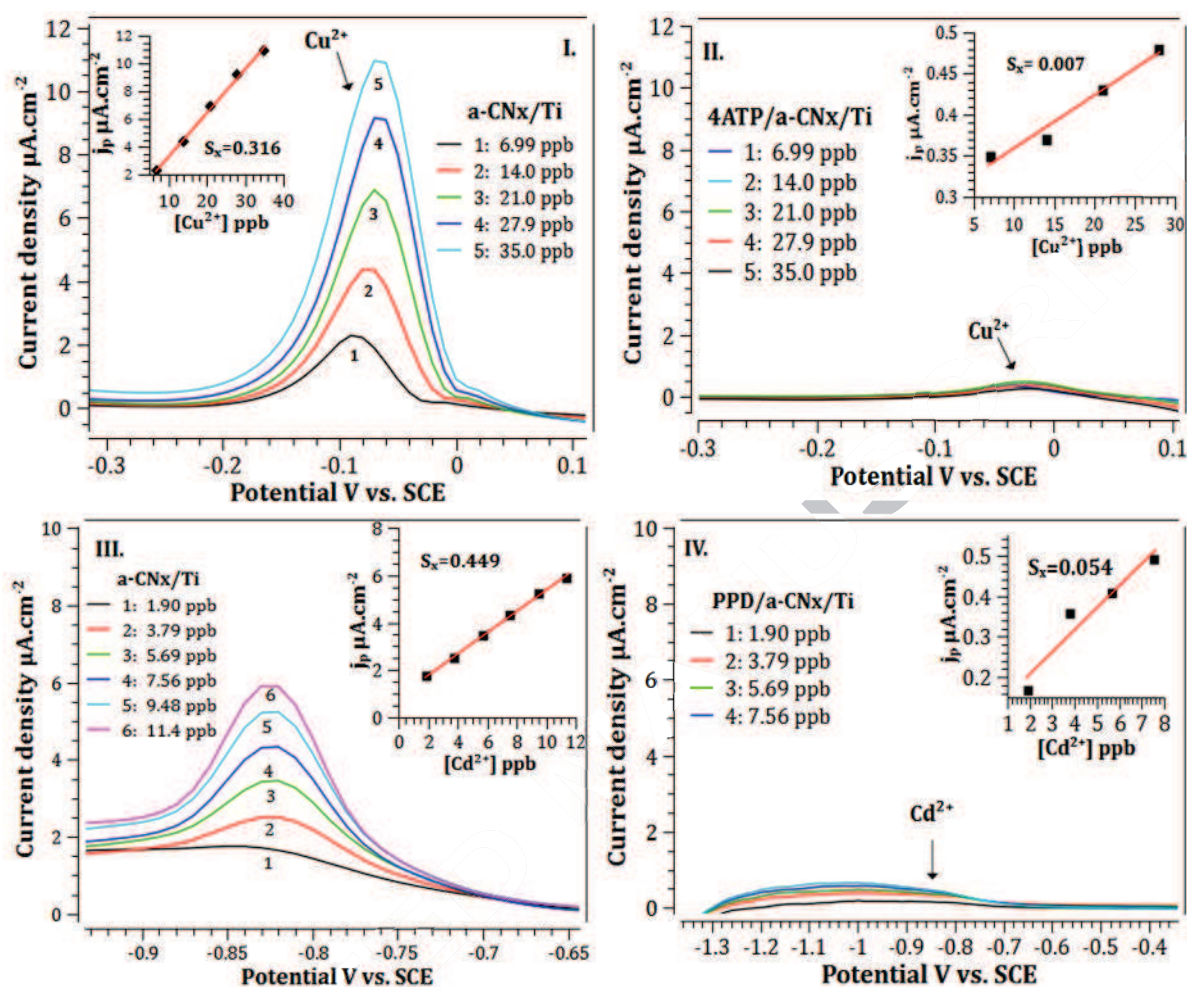 I.
Cu²⁺
a-CNx/Ti
1: 6.99 ppb
2: 14.0 ppb
3: 21.0 ppb
4: 27.9 ppb
5: 35.0 ppb
Current density µA.cm⁻²
12
10
8
6
4
2
0
-0.3
-0.2
-0.1
0
0.1
Potential V vs. SCE
5
4
3
2
1
jₚ µA.cm⁻²
12
10
8
6
4
2
Sₓ=0.316
10
20
30
40
[Cu²⁺] ppb
II.
4ATP/a-CNx/Ti
1: 6.99 ppb
2: 14.0 ppb
3: 21.0 ppb
4: 27.9 ppb
5: 35.0 ppb
Cu²⁺
Current density µA.cm⁻²
12
10
8
6
4
2
0
-0.3
-0.2
-0.1
0
0.1
Potential V vs. SCE
jₚ µA.cm⁻²
0.5
0.45
0.4
0.35
0.3
Sₓ= 0.007
5
10
15
20
25
30
[Cu²⁺] ppb
III.
a-CNx/Ti
1: 1.90 ppb
2: 3.79 ppb
3: 5.69 ppb
4: 7.56 ppb
5: 9.48 ppb
6: 11.4 ppb
Current density µA.cm⁻²
10
8
6
4
2
0
-0.9
-0.85
-0.8
-0.75
-0.7
-0.65
Potential V vs. SCE
6
5
4
3
2
1
jₚ µA.cm⁻²
8
6
4
2
0
Sₓ=0.449
0
2
4
6
8
10
12
[Cd²⁺] ppb
IV.
PPD/a-CNx/Ti
1: 1.90 ppb
2: 3.79 ppb
3: 5.69 ppb
4: 7.56 ppb
Cd²⁺
Current density µA.cm⁻²
10
8
6
4
2
0
-1.3
-1.2
-1.1
-1
-0.9
-0.8
-0.7
-0.6
-0.5
-0.4
Potential V vs. SCE
jₚ µA.cm⁻²
0.5
0.4
0.3
0.2
Sₓ=0.054
1
2
3
4
5
6
7
8
[Cd²⁺] ppb